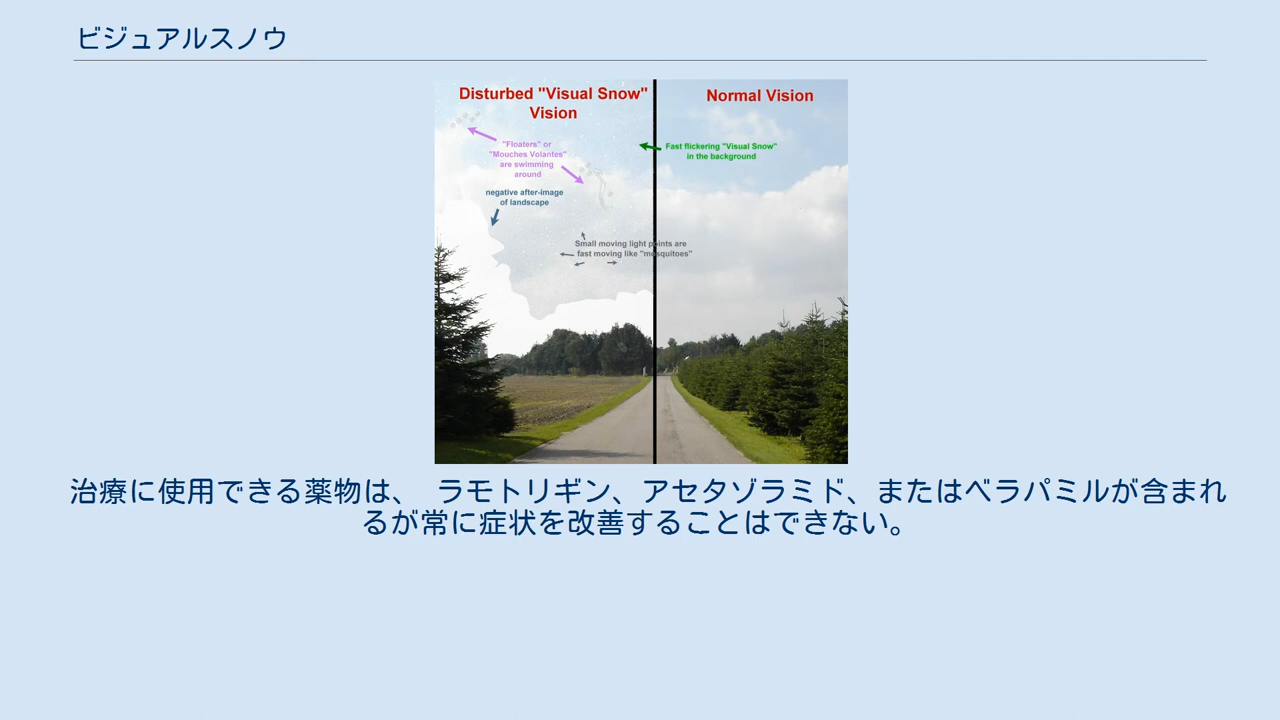 ビジュアルスノウ
Disturbed "Visual Snow"
Vision
Normal Vision
"Floaters" or
"Mouches Volantes"
are swimming
around
Fast flickering "Visual Snow"
in the background
negative after-image
of landscape
Small moving light points are
fast moving like "mosquitoes"
治療に使用できる薬物は、 ラモトリギン、アセタゾラミド、またはベラパミルが含まれ
るが常に症状を改善することはできない。